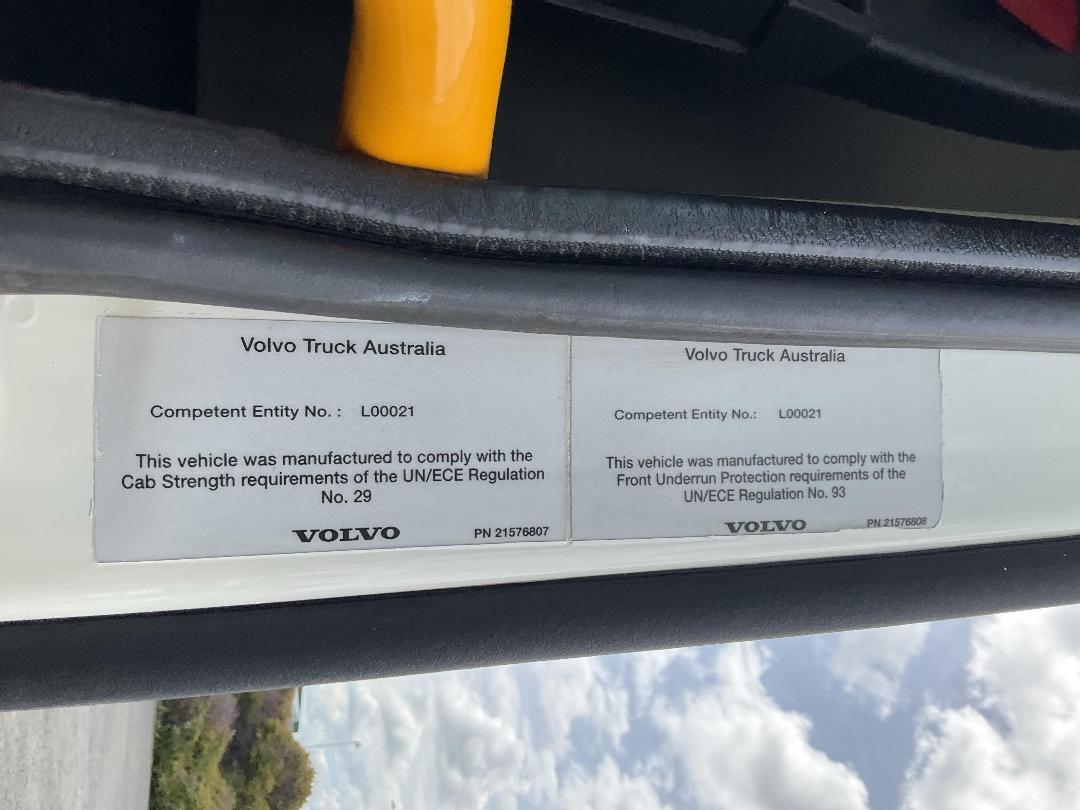 Volvo Truck Australia
Competent Entity No. : L00021
This vehicle was manufactured to comply with the
Cab Strength requirements of the UN/ECE Regulation
No. 29
VOLVO PN 21576807
Volvo Truck Australia
Competent Entity No.: L00021
This vehicle was manufactured to comply with the
Front Underrun Protection requirements of the
UN/ECE Regulation No. 93
VOLVO PN 21576808